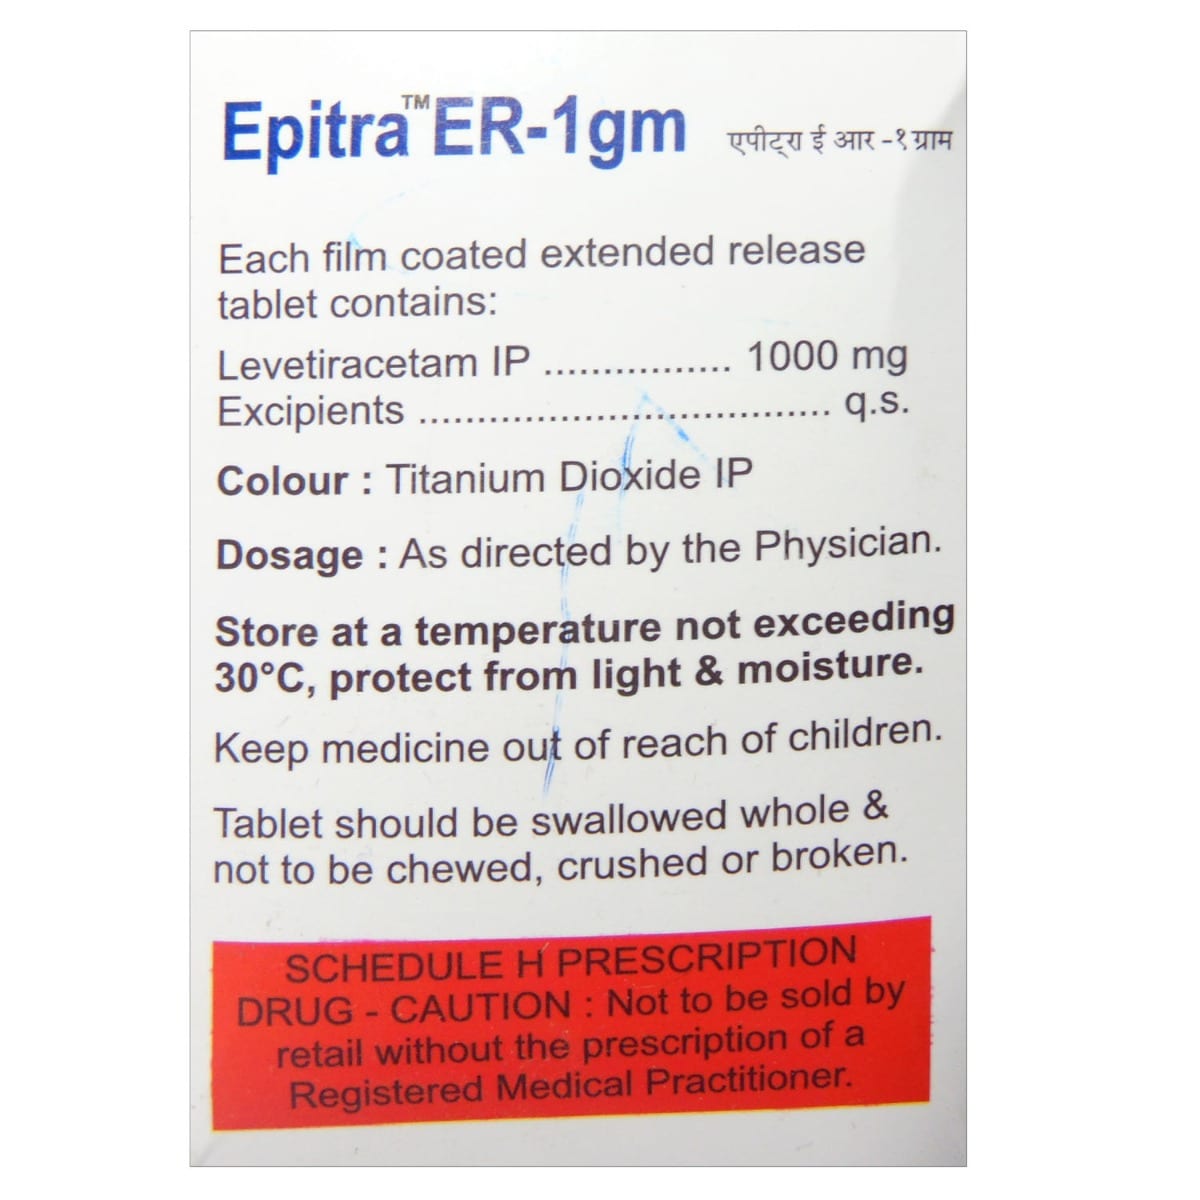 Epitra™ ER-1gm एपीट्रा ई आर -१ ग्राम
Each film coated extended release
tablet contains:
Levetiracetam IP ................ 1000 mg
Excipients ................................... q.s.
Colour : Titanium Dioxide IP
Dosage : As directed by the Physician.
Store at a temperature not exceeding
30°C, protect from light & moisture.
Keep medicine out of reach of children.
Tablet should be swallowed whole &
not to be chewed, crushed or broken.
SCHEDULE H PRESCRIPTION
DRUG - CAUTION : Not to be sold by
retail without the prescription of a
Registered Medical Practitioner.